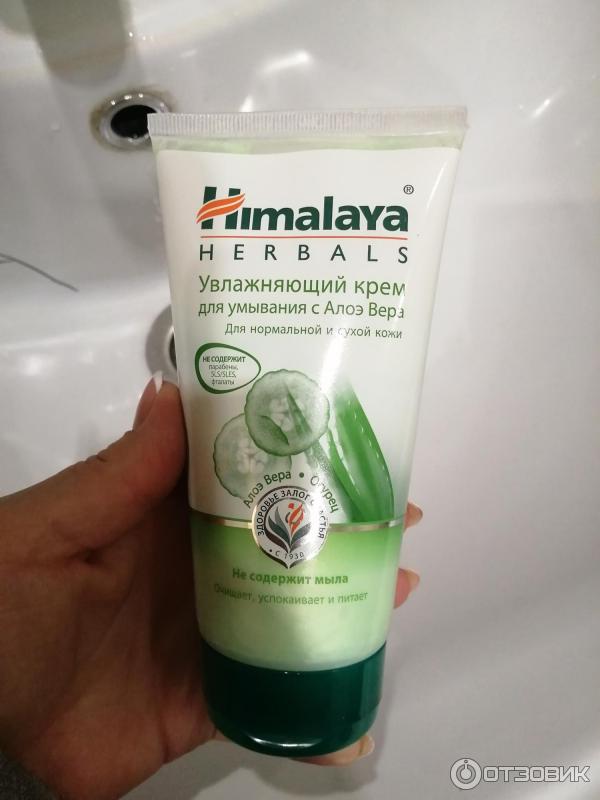 Himalaya®
HERBALS
Увлажняющий крем
для умывания с Алоэ Вера
Для нормальной и сухой кожи
НЕ СОДЕРЖИТ
парабены,
SLS/SLES,
фталаты
Алоэ Вера • Огурец
ЗДОРОВЬЕ ЗАЛОГ СЧАСТЬЯ
• С 1930 •
Не содержит мыла
Очищает, успокаивает и питает
ОТЗОВИК